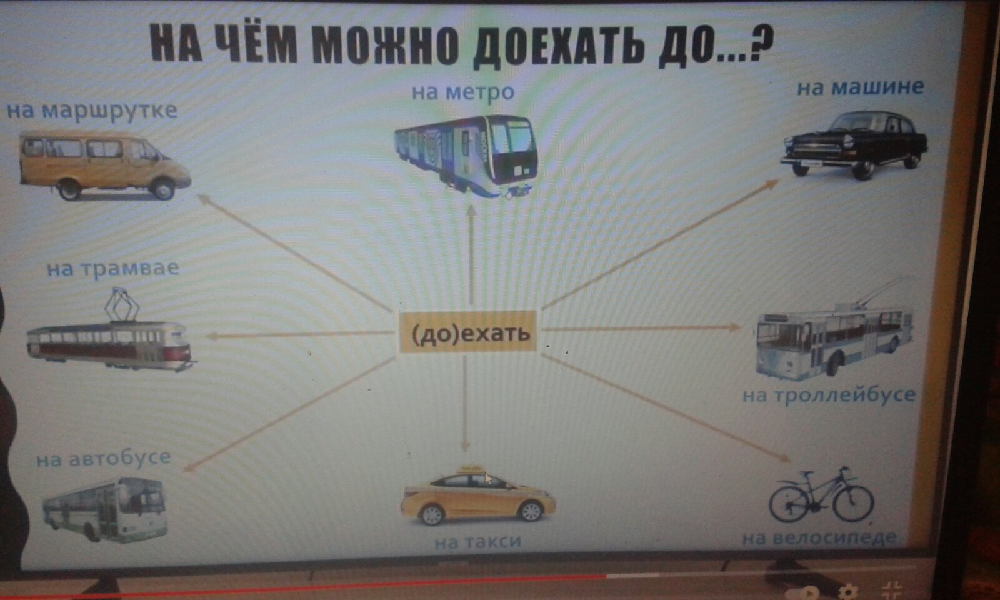 НА ЧЁМ МОЖНО ДОЕХАТЬ ДО...?
на маршрутке
на метро
на машине
на трамвае
(до)ехать
на троллейбусе
на автобусе
на такси
на велосипеде